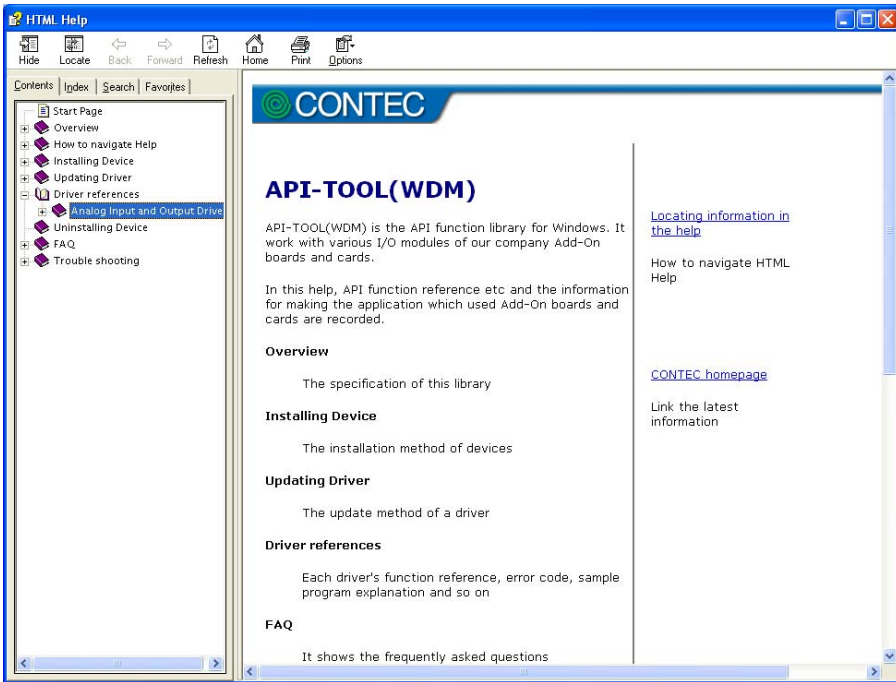 HTML Help
Hide Locate Back Forward Refresh Home Print Options
Contents Index Search Favorites
Start Page
Overview
How to navigate Help
Installing Device
Updating Driver
Driver references
Analog Input and Output Drive
Uninstalling Device
FAQ
Trouble shooting
CONTEC
API-TOOL(WDM)
API-TOOL(WDM) is the API function library for Windows. It
work with various I/O modules of our company Add-On
boards and cards.
In this help, API function reference etc and the information
for making the application which used Add-On boards and
cards are recorded.
Overview
The specification of this library
Installing Device
The installation method of devices
Updating Driver
The update method of a driver
Driver references
Each driver's function reference, error code, sample
program explanation and so on
FAQ
It shows the frequently asked questions
Locating information in
the help
How to navigate HTML
Help
CONTEC homepage
Link the latest
information